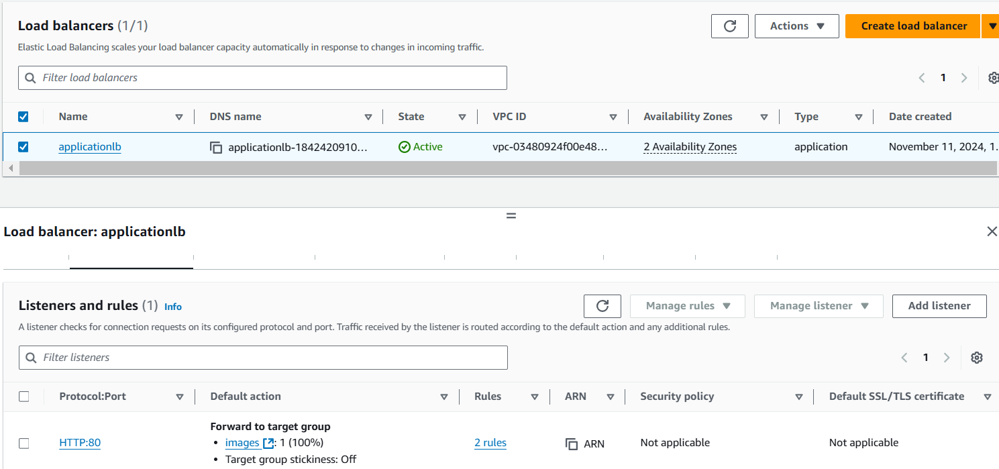 Load balancers (1/1)
Actions
Create load balancer
Elastic Load Balancing scales your load balancer capacity automatically in response to changes in incoming traffic.
Filter load balancers
1
Name DNS name State VPC ID Availability Zones Type Date created
applicationlb applicationlb-1842420910... Active vpc-03480924f00e48... 2 Availability Zones application November 11, 2024, 1...
Load balancer: applicationlb
Listeners and rules (1) Info
Manage rules
Manage listener
Add listener
A listener checks for connection requests on its configured protocol and port. Traffic received by the listener is routed according to the default action and any additional rules.
Filter listeners
1
Protocol:Port Default action Rules ARN Security policy Default SSL/TLS certificate
Forward to target group
HTTP:80 • images : 1 (100%) 2 rules ARN Not applicable Not applicable
• Target group stickiness: Off